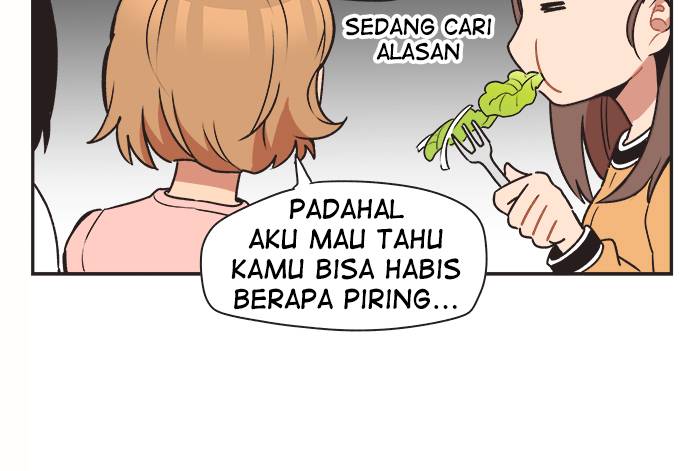 SEDANG CARI
ALASAN
PADAHAL
AKU MAU TAHU
KAMU BISA HABIS
BERAPA PIRING...